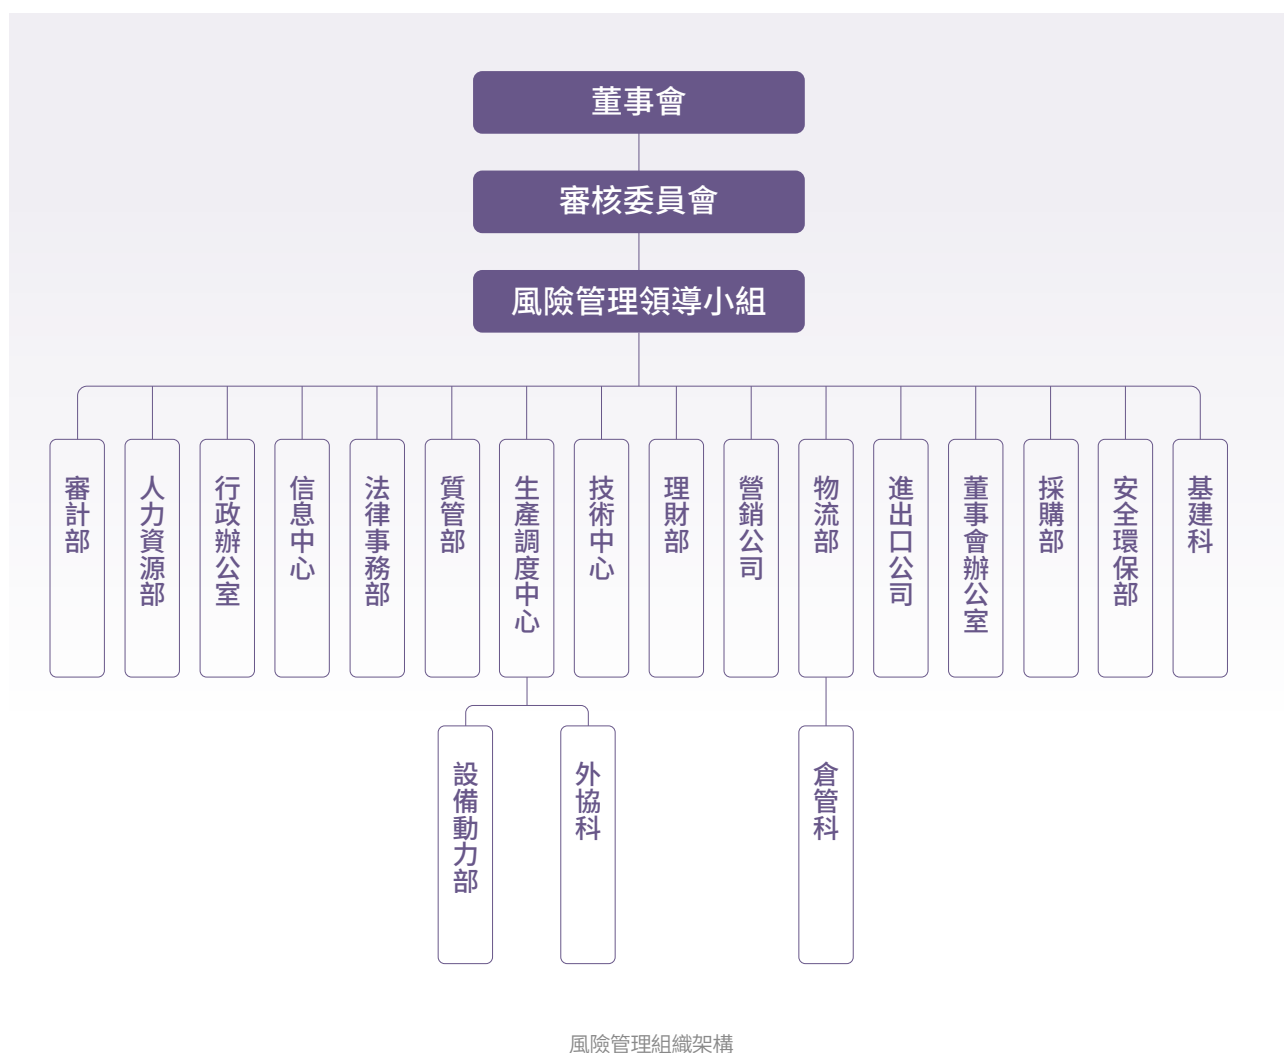 董事會
審核委員會
風險管理領導小組
審計部
人力資源部
行政辦公室
信息中心
法律事務部
質管部
生產調度中心
技術中心
理財部
營銷公司
物流部
進出口公司
董事會辦公室
採購部
安全環保部
基建科
設備動力部
外協科
倉管科
風險管理組織架構